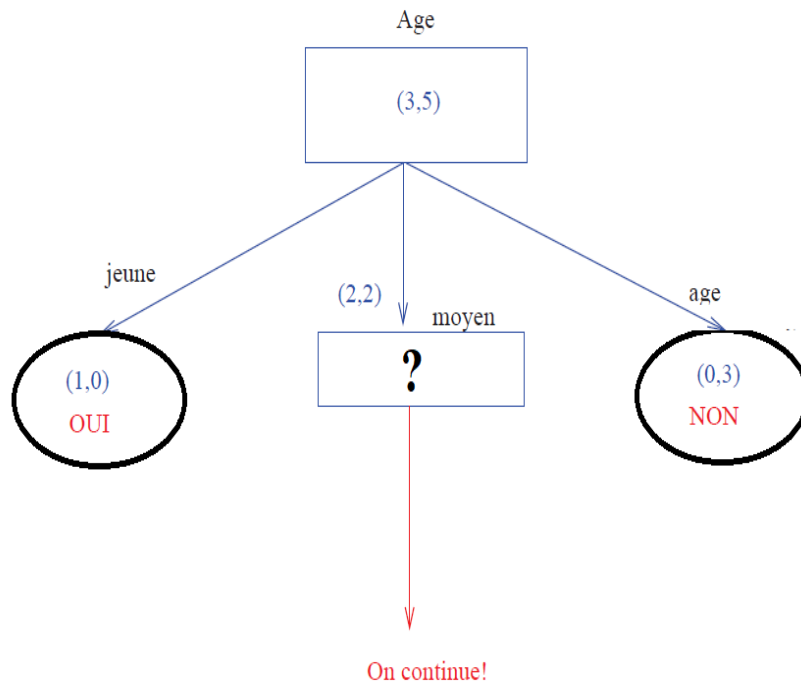 Age
(3,5)
jeune
(2,2)
moyen
age
(1,0)
OUI
?
(0,3)
NON
On continue!